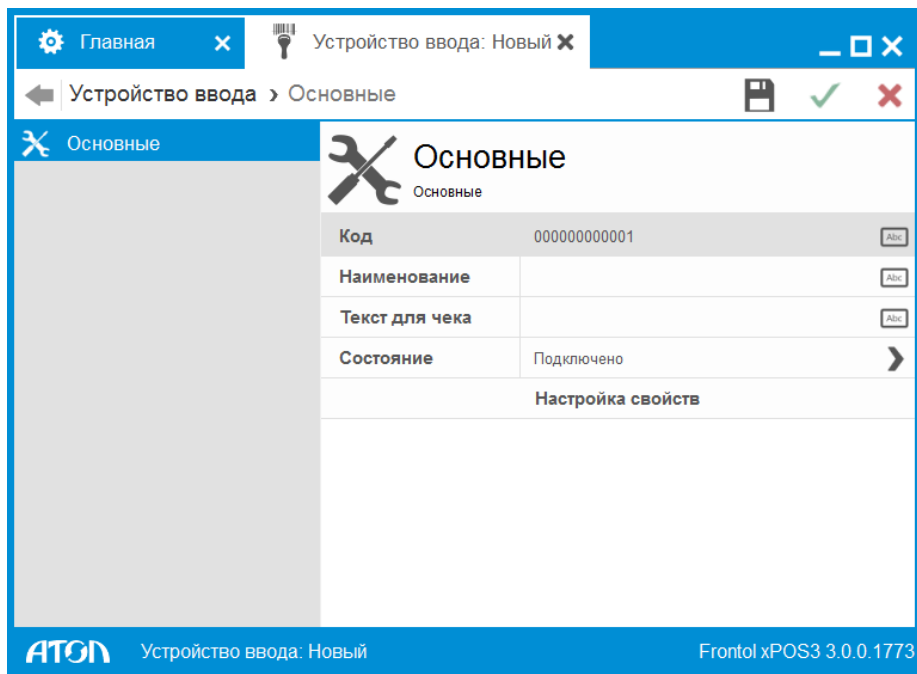 Главная
Устройство ввода: Новый
Устройство ввода › Основные
Основные
Основные
Основные
Код 000000000001 Abc
Наименование Abc
Текст для чека Abc
Состояние Подключено
Настройка свойств
АТОЛ Устройство ввода: Новый Frontol xPOS3 3.0.0.1773